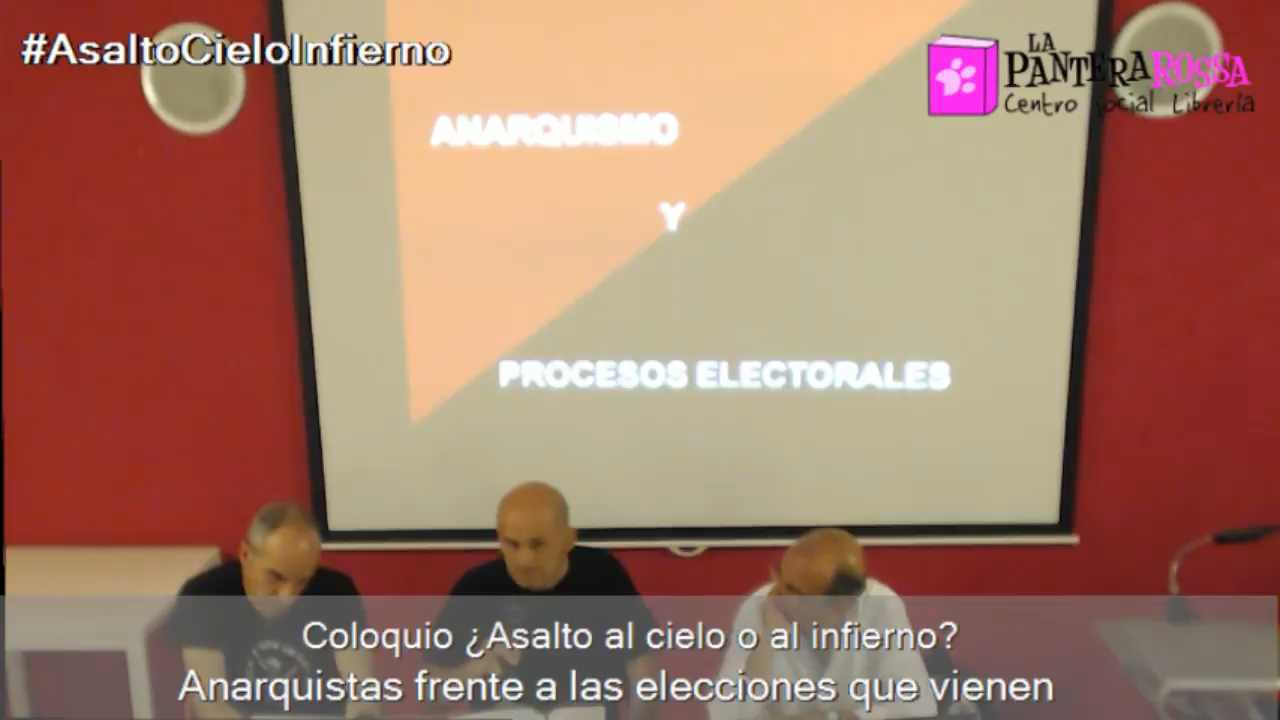 #AsaltoCieloInfierno
LA
PANTERA ROSSA
Centro social Librería
ANARQUISMO
Y
PROCESOS ELECTORALES
Coloquio ¿Asalto al cielo o al infierno?
Anarquistas frente a las elecciones que vienen